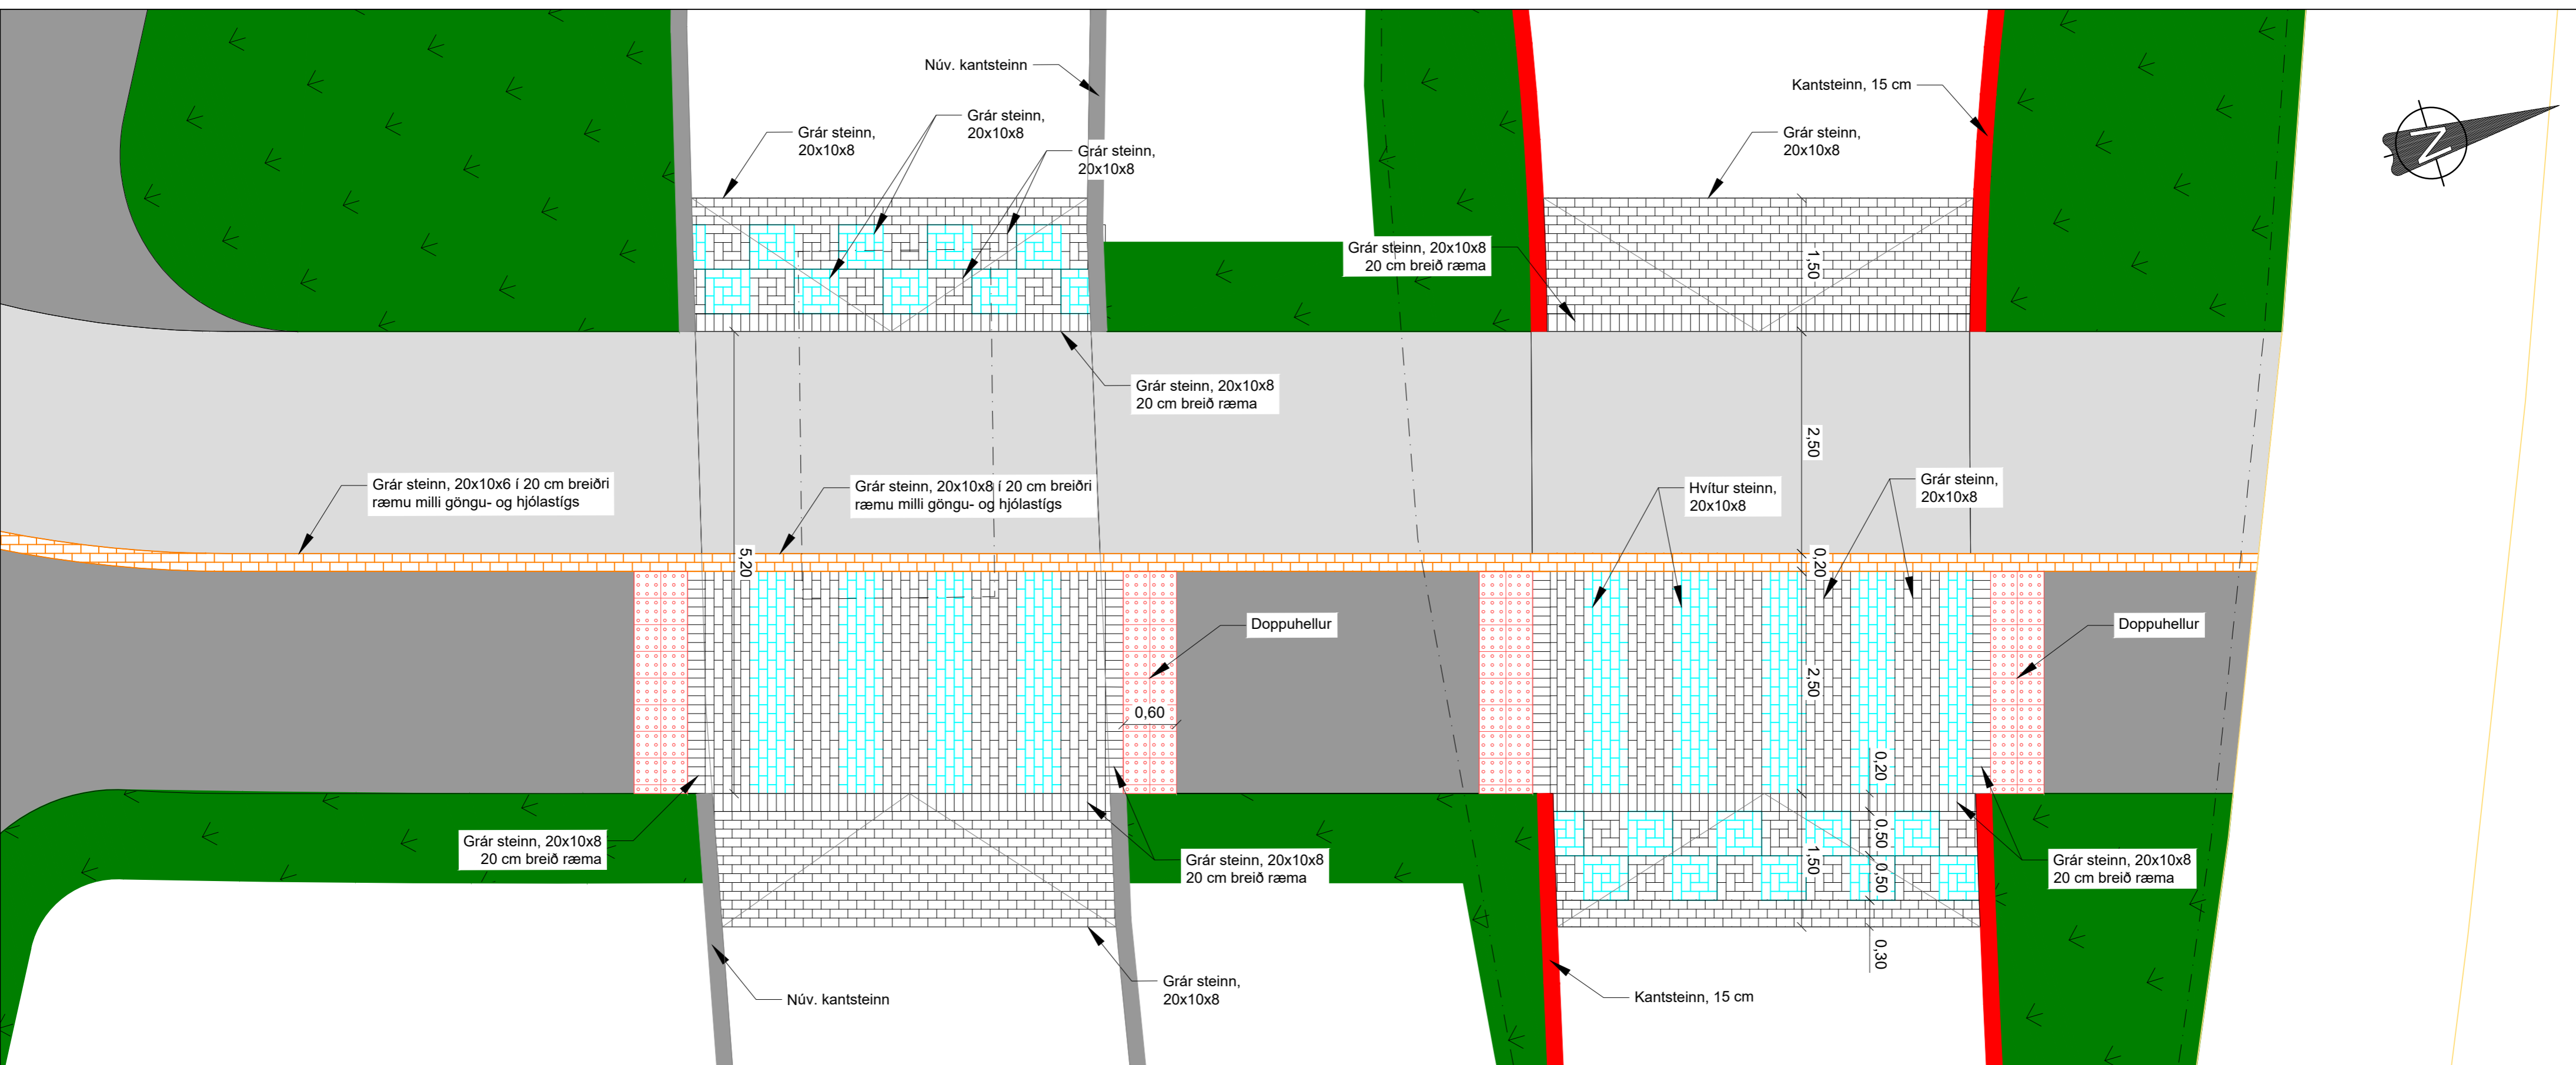 Núv. kantsteinn
Kantsteinn, 15 cm
Grár steinn,
20x10x8
Grár steinn,
20x10x8
Grár steinn,
20x10x8
Grár steinn,
20x10x8
N
Grár steinn, 20x10x8
20 cm breið ræma
1,50
Grár steinn, 20x10x8
20 cm breið ræma
2,50
Grár steinn, 20x10x6 í 20 cm breiðri
ræmu milli göngu- og hjólastígs
Grár steinn, 20x10x8 í 20 cm breiðri
ræmu milli göngu- og hjólastígs
Hvítur steinn,
20x10x8
Grár steinn,
20x10x8
5,20
0,20
Doppuhellur
Doppuhellur
2,50
0,60
0,20
Grár steinn, 20x10x8
20 cm breið ræma
Grár steinn, 20x10x8
20 cm breið ræma
1,50
0,50
0,50
Grár steinn, 20x10x8
20 cm breið ræma
0,30
Núv. kantsteinn
Grár steinn,
20x10x8
Kantsteinn, 15 cm